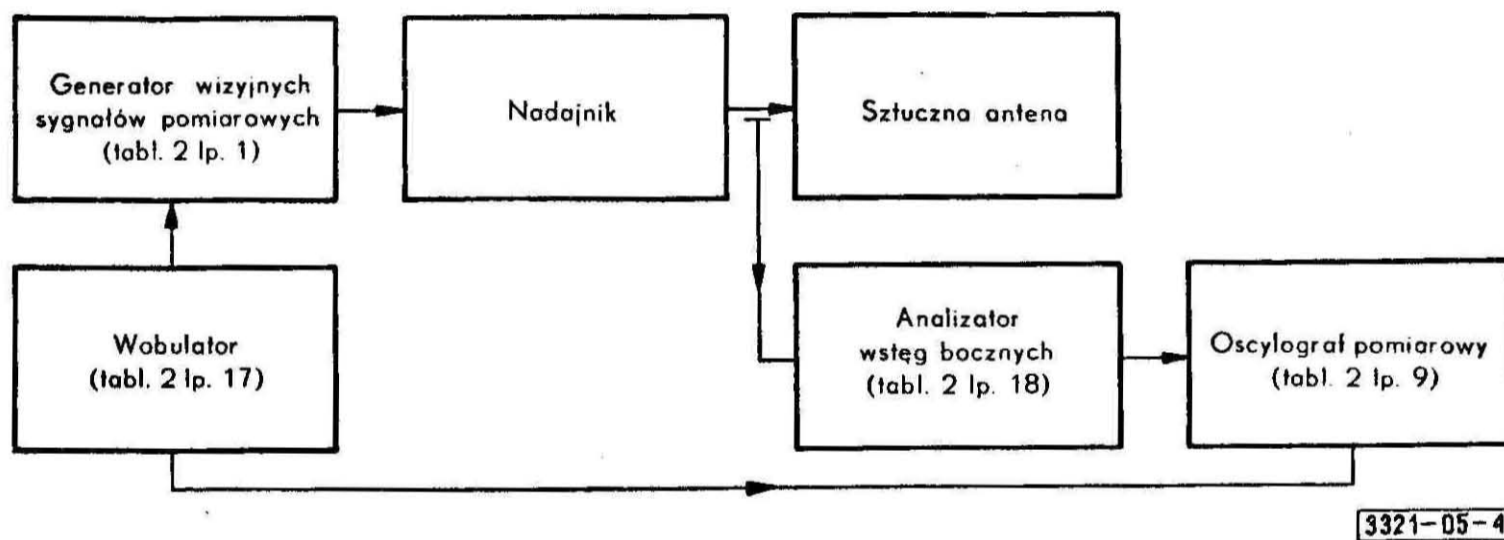 Generator wizyjnych
sygnałów pomiarowych
(tabl. 2 lp. 1)
Nadajnik
Sztuczna antena
Wobulator
(tabl. 2 lp. 17)
Analizator
wstęg bocznych
(tabl. 2 lp. 18)
Oscylograf pomiarowy
(tabl. 2 lp. 9)
3321-05-4